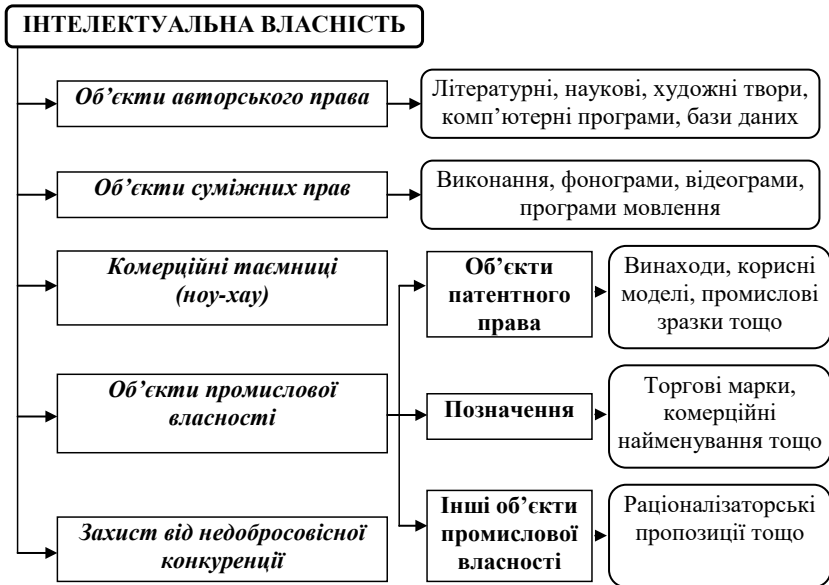 ІНТЕЛЕКТУАЛЬНА ВЛАСНІСТЬ
Об’єкти авторського права
Літературні, наукові, художні твори,
комп’ютерні програми, бази даних
Об’єкти суміжних прав
Виконання, фонограми, відеограми,
програми мовлення
Комерційні таємниці
(ноу-хау)
Об’єкти промислової
власності
Об’єкти
патентного
права
Винаходи, корисні
моделі, промислові
зразки тощо
Позначення
Торгові марки,
комерційні
найменування тощо
Інші об’єкти
промислової
власності
Раціоналізаторські
пропозиції тощо
Захист від недобросовісної
конкуренції